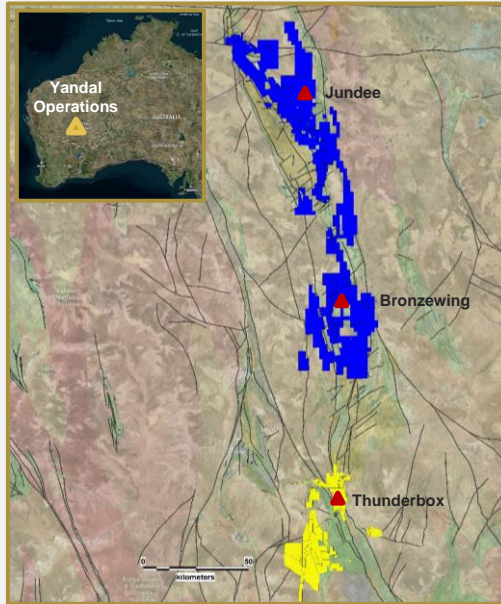 Yandal
Operations
AUSTRALIA
Jundee
Bronzewing
Thunderbox
0
50
kilometers